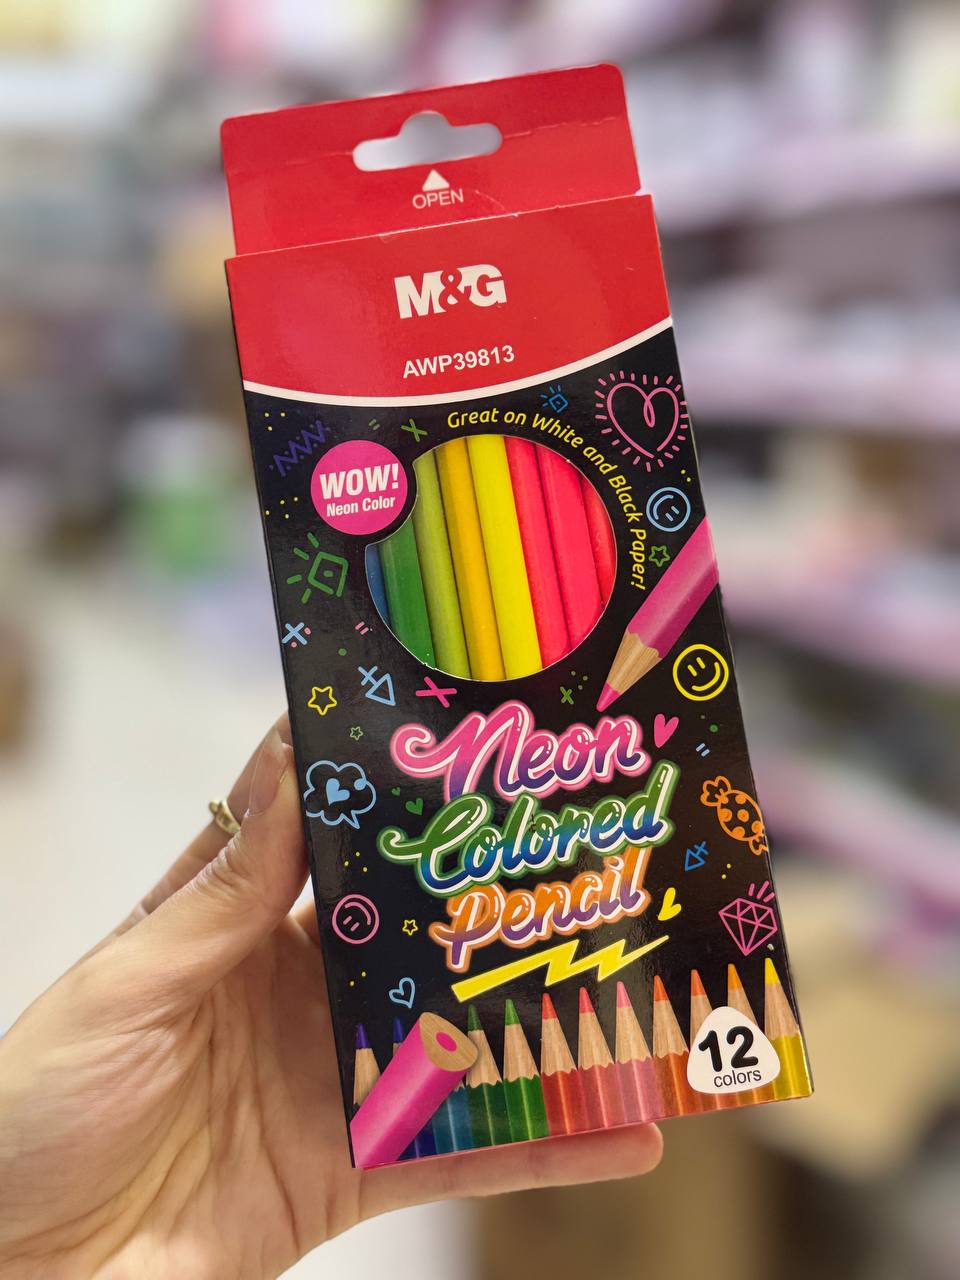 OPEN
M&G
AWP39813
Great on White and Black Paper!
WOW!
Neon Color
Neon
Colored
Pencil
12
colors